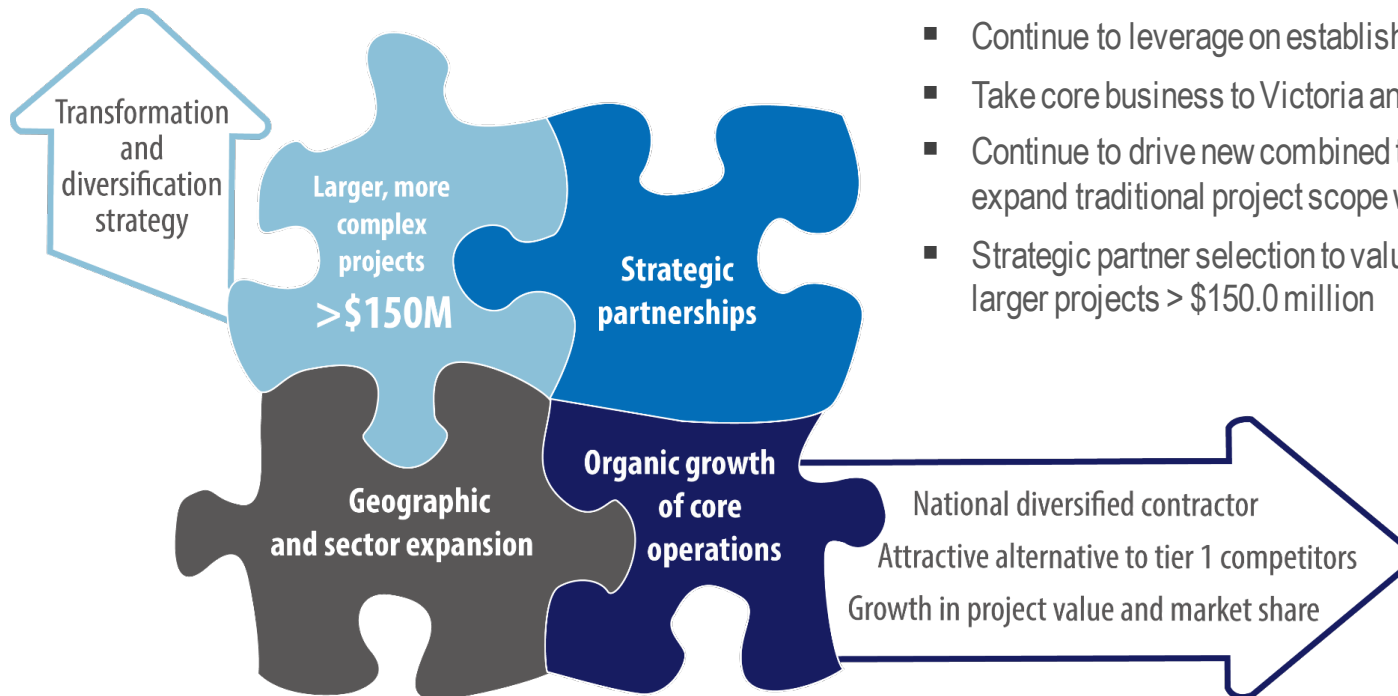 Transformation
and
diversification
strategy
Larger, more
complex
projects
>$150M
Strategic
partnerships
Geographic
and sector expansion
Organic growth
of core
operations
▪ Continue to leverage on
▪ Take core business to Victoria
▪ Continue to drive new combined
expand traditional project scope
▪ Strategic partner selection to
larger projects > $150.0 million
National diversified contractor
Attractive alternative to tier 1 competitors
Growth in project value and market share